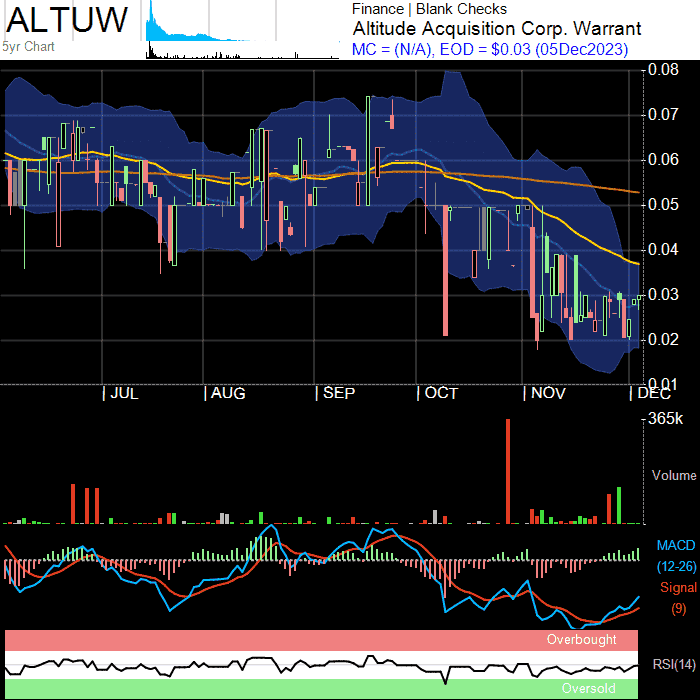 ALTUW
5yr Chart
Finance | Blank Checks
Altitude Acquisition Corp. Warrant
MC = (N/A), EOD = $0.03 (05Dec2023)
0.08
0.07
0.06
0.05
0.04
0.03
0.02
0.01
| JUL | AUG | SEP | OCT | NOV | DEC
365k
Volume
MACD
(12-26)
Signal
(9)
Overbought
RSI(14)
Oversold